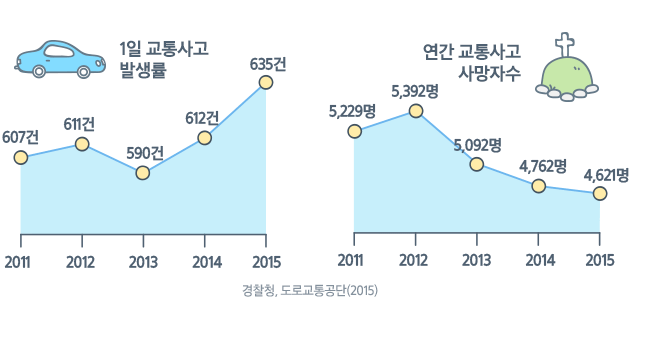 1일 교통사고
발생률
607건
611건
590건
612건
635건
2011 2012 2013 2014 2015
연간 교통사고
사망자수
5,229명
5,392명
5,092명
4,762명
4,621명
2011 2012 2013 2014 2015
경찰청, 도로교통공단(2015)